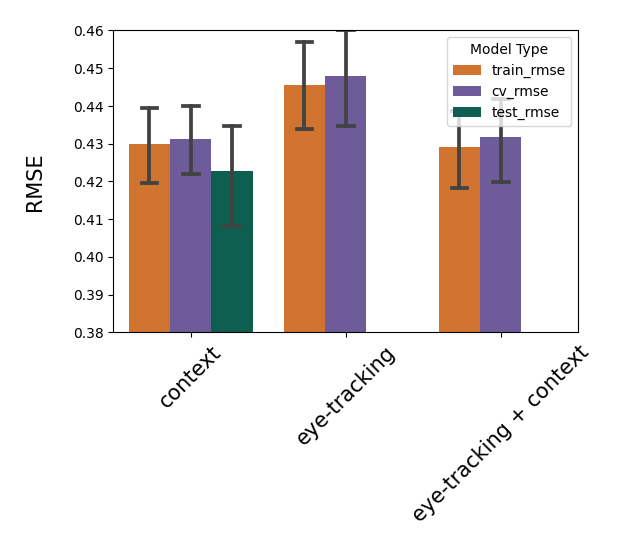 0.46
0.45
0.44
0.43
0.42
0.41
0.40
0.39
0.38
RMSE
Model Type
train_rmse
cv_rmse
test_rmse
context
eye-tracking
eye-tracking + context